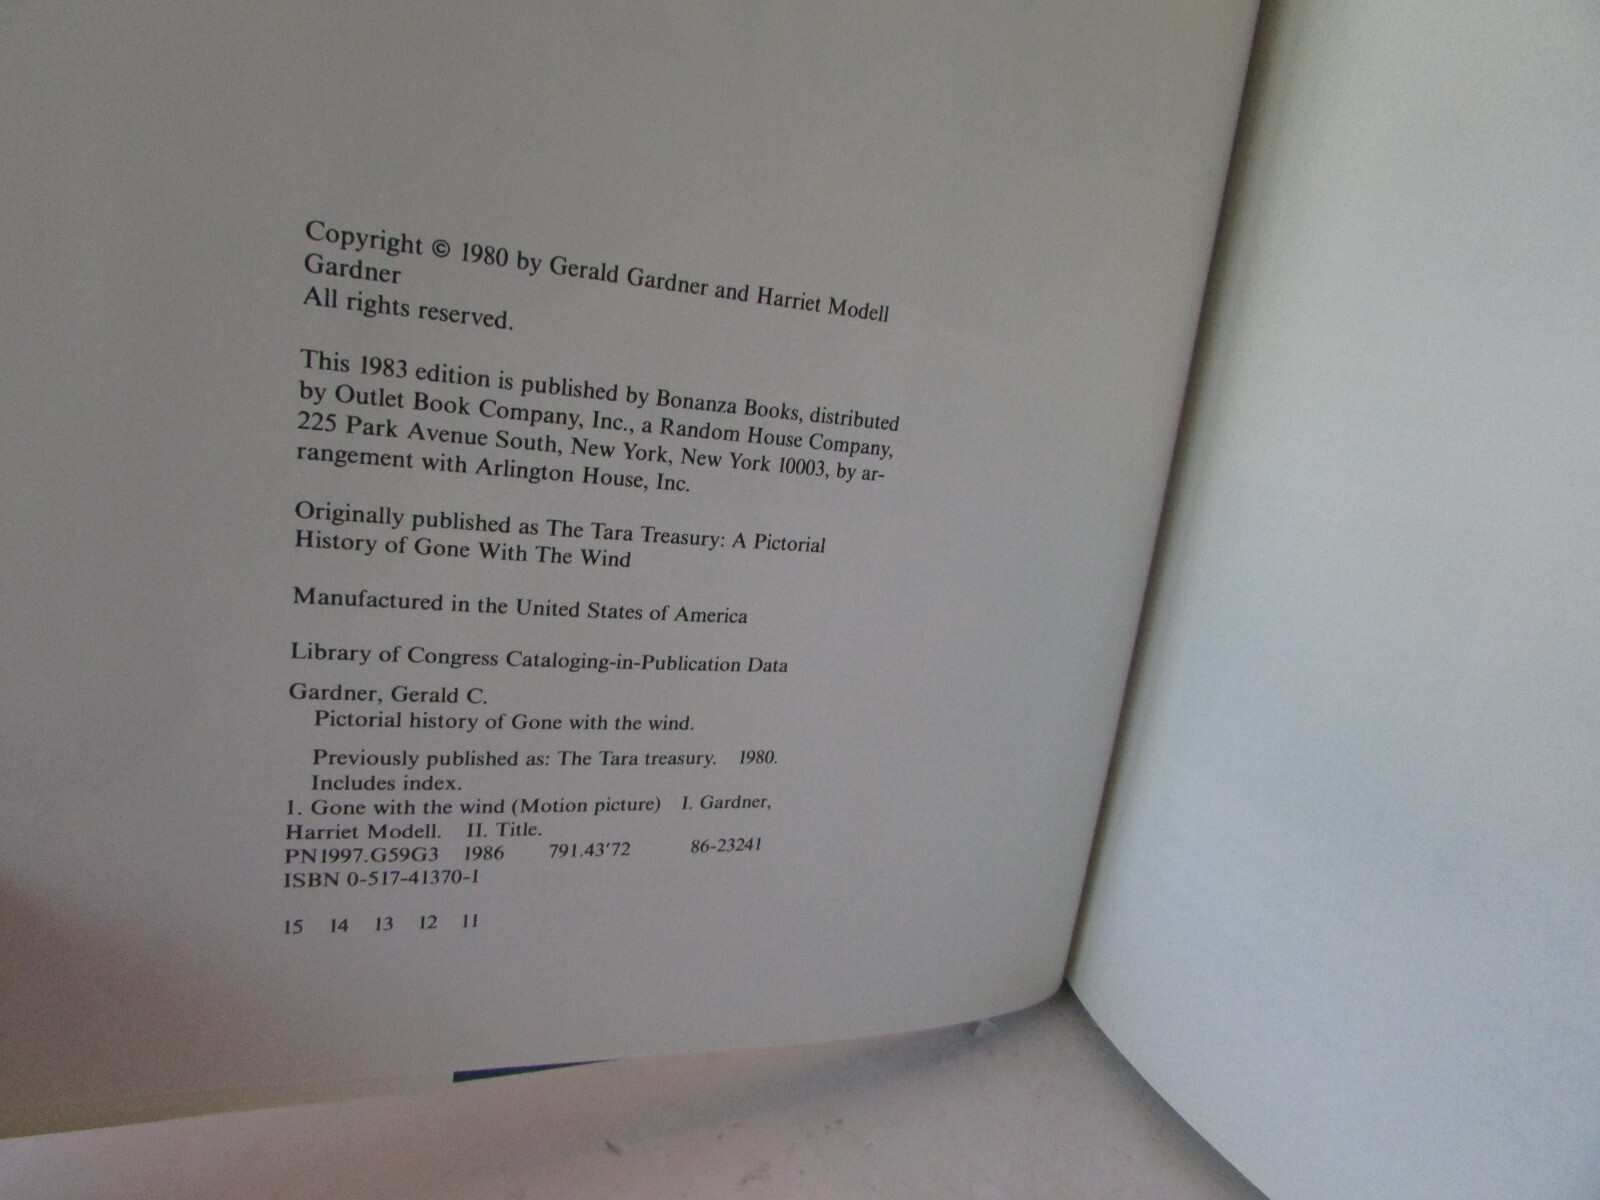 Copyright © 1980 by Gerald Gardner and Harriet Modell
Gardner
All rights reserved.
This 1983 edition is published by Bonanza Books, distributed
by Outlet Book Company, Inc., a Random House Company,
225 Park Avenue South, New York, New York 10003, by ar-
rangement with Arlington House, Inc.
Originally published as The Tara Treasury: A Pictorial
History of Gone With The Wind
Manufactured in the United States of America
Library of Congress Cataloging-in-Publication Data
Gardner, Gerald C.
Pictorial history of Gone with the wind.
Previously published as: The Tara treasury. 1980.
Includes index.
1. Gone with the wind (Motion picture) I. Gardner,
Harriet Modell. II. Title.
PN1997.G59G3 1986 791.43'72 86-23241
ISBN 0-517-41370-1
15 14 13 12 11